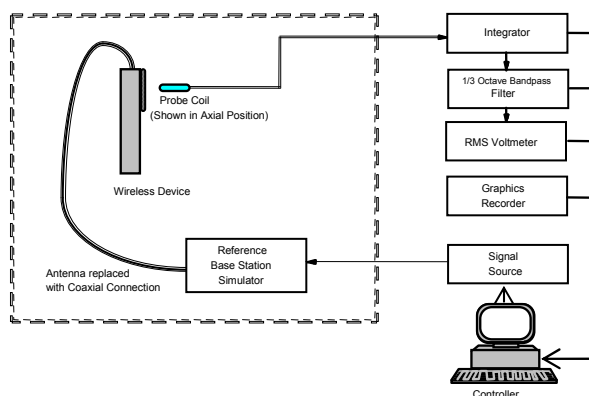 Integrator
1/3 Octave Bandpass
Filter
RMS Voltmeter
Graphics
Recorder
Signal
Source
Controller
Probe Coil
(Shown in Axial Position)
Wireless Device
Reference
Base Station
Simulator
Antenna replaced
with Coaxial Connection